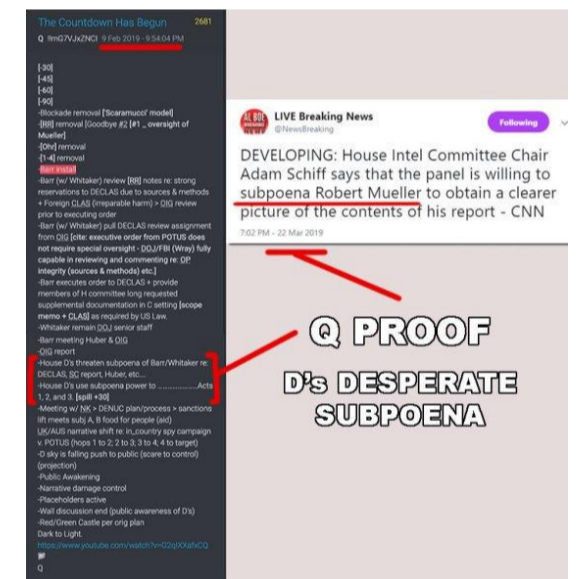 The Countdown Has Begun 2681
Q !!mG7VJxZNCI 9 Feb 2019 - 9:54:04 PM
[-30]
[-45]
[-60]
[-90]
-Blockade removal ['Scaramucci' model]
-[RR] removal [Goodbye #2 [#1 _ oversight of
Mueller]
-[Ohr] removal
-[1-4] removal
-Barr install
-Barr (w/ Whitaker) review [RR] notes re: strong
reservations to DECLAS due to sources & methods
+ Foreign CLAS (irreparable harm) > OIG review
prior to executing order
-Barr (w/ Whitaker) pull DECLAS review assignment
from OIG [cite: executive order from POTUS does
not require special oversight - DOJ/FBI (Wray) fully
capable in reviewing and commenting re: OP
integrity (sources & methods) etc.]
-Barr executes order to DECLAS + provide
members of H committee long requested
supplemental documentation in C setting [scope
memo + CLAS] as required by US Law.
-Whitaker remain DOJ senior staff
-Barr meeting Huber & OIG
-OIG report
-House D's threaten subpoena of Barr/Whitaker re:
DECLAS, SC report, Huber, etc....
-House D's use subpoena power to ......................Acts
1, 2, and 3. [spill +30]
-Meeting w/ NK > DENUC plan/process > sanctions
lift meets subj A, B food for people (aid)
UK/AUS narrative shift re: in_country spy campaign
v. POTUS (hops 1 to 2; 2 to 3; 3 to 4; 4 to target)
-D sky is falling push to public (scare to control)
(projection)
-Public Awakening
-Narrative damage control
-Placeholders active
-Wall discussion end (public awareness of D's)
-Red/Green Castle per orig plan
Dark to Light.
https://www.youtube.com/watch?v=G2qIXXafxCQ
Q
AL BOE
BREAKING
NEWS
LIVE Breaking News
@NewsBreaking
Following
DEVELOPING: House Intel Committee Chair
Adam Schiff says that the panel is willing to
subpoena Robert Mueller to obtain a clearer
picture of the contents of his report - CNN
7:02 PM - 22 Mar 2019
Q PROOF
D's DESPERATE
SUBPOENA